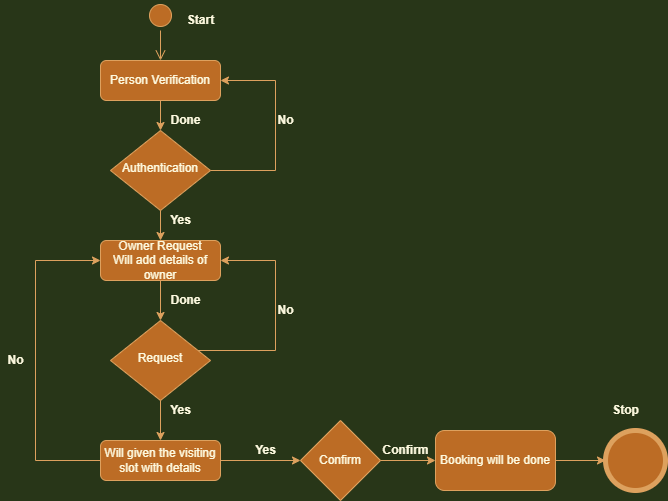 Start
Person Verification
Done
No
Authentication
Yes
Owner Request
Will add details of
owner
Done
No
No
Request
Yes
Stop
Will given the visiting
slot with details
Yes
Confirm
Confirm
Booking will be done